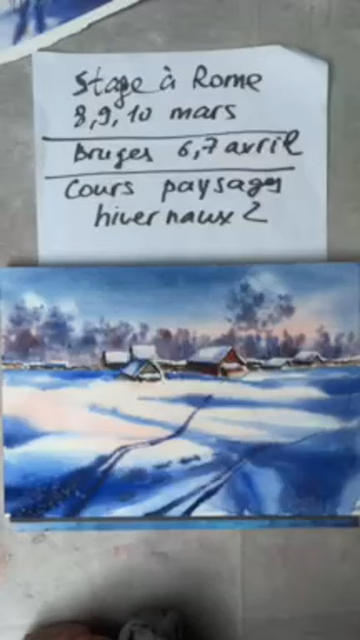 Stage à Rome
8,9,10 mars
Bruges 6,7 avril
Cours paysages
hivernaux 2